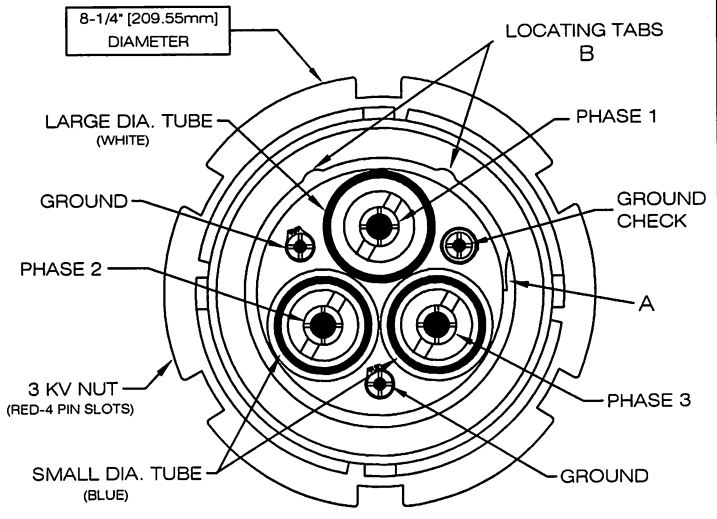 8-1/4" [209.55mm]
DIAMETER
LOCATING TABS
B
LARGE DIA. TUBE
(WHITE)
PHASE 1
GROUND
GROUND
CHECK
PHASE 2
A
3 KV NUT
(RED-4 PIN SLOTS)
PHASE 3
SMALL DIA. TUBE
(BLUE)
GROUND